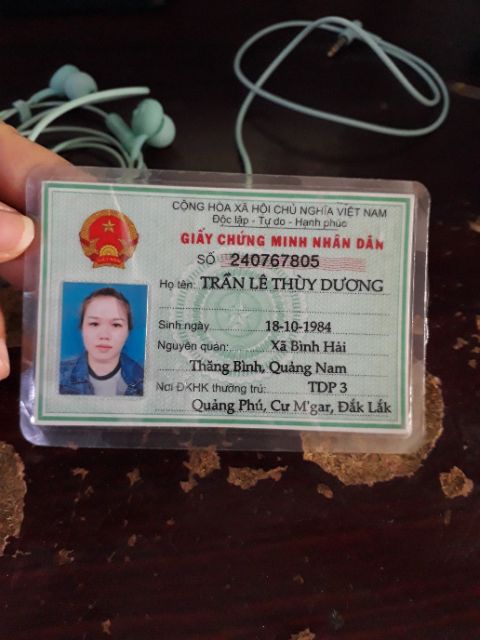 CỘNG HÒA XÃ HỘI CHỦ NGHĨA VIỆT NAM
Độc lập - Tự do - Hạnh phúc
GIẤY CHỨNG MINH NHÂN DÂN
SỐ 240767805
Họ tên: TRẦN LÊ THÙY DƯƠNG
Sinh ngày 18-10-1984
Nguyên quán: Xã Bình Hải
Thăng Bình, Quảng Nam
Nơi ĐKHK thường trú: TDP 3
Quảng Phú, Cư M'gar, Đắk Lắk